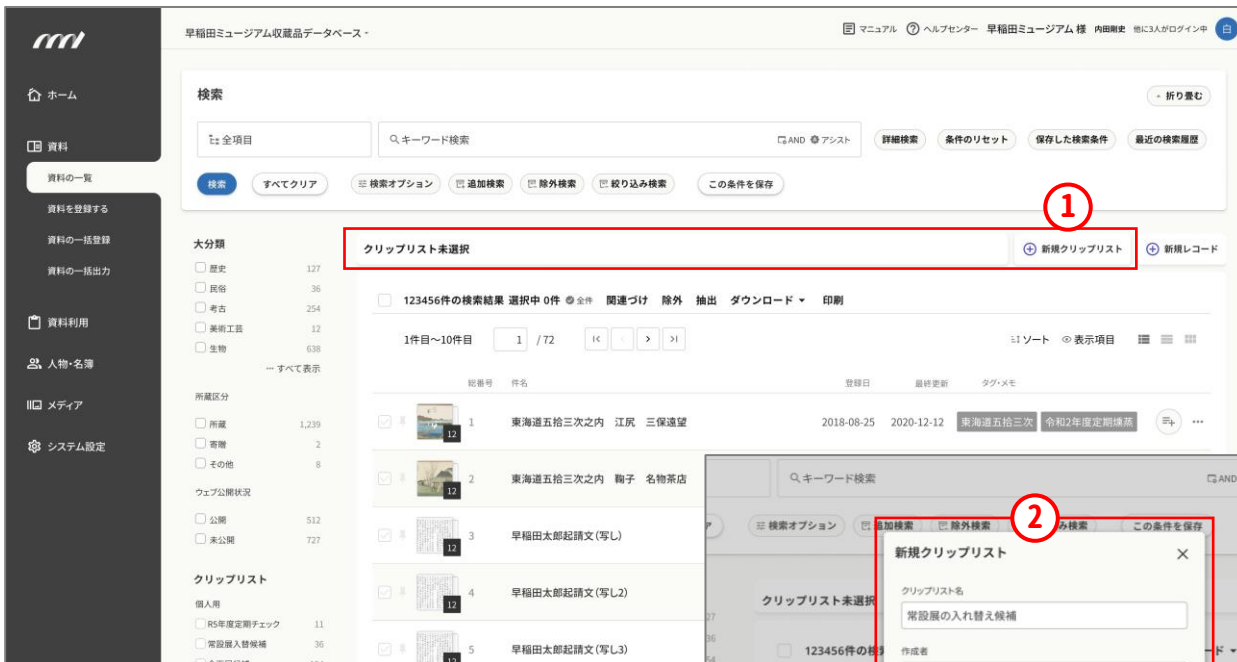 早稲田ミュージアム収蔵品データベース
マニュアル ヘルプセンター 早稲田ミュージアム 様 内田剛史 他に3人がログイン中 白
ホーム
資料
資料の一覧
資料を登録する
資料の一括登録
資料の一括出力
資料利用
人物・名簿
メディア
システム設定
検索
折り畳む
全項目
キーワード検索
AND アシスト
詳細検索 条件のリセット 保存した検索条件 最近の検索履歴
検索 すべてクリア 検索オプション 追加検索 除外検索 絞り込み検索 この条件を保存
1
クリップリスト未選択
新規クリップリスト 新規レコード
大分類
歴史 127
民俗 36
考古 254
美術工芸 12
生物 638
… すべて表示
所蔵区分
所蔵 1,239
寄贈 2
その他 8
ウェブ公開状況
公開 512
未公開 727
クリップリスト
個人用
R5年度定期チェック 11
常設展入替候補 36
123456件の検索結果 選択中 0件 全件 関連づけ 除外 抽出 ダウンロード 印刷
1件目～10件目 1 / 72
ソート 表示項目
総番号 件名 登録日 最終更新 タグ・メモ
12 1 東海道五拾三次之内 江尻 三保遠望 2018-08-25 2020-12-12 東海道五拾三次 令和2年度定期燻蒸
12 2 東海道五拾三次之内 鞠子 名物茶店
12 3 早稲田太郎起請文(写し)
12 4 早稲田太郎起請文(写し2)
12 5 早稲田太郎起請文(写し3)
キーワード検索
AND
検索オプション 追加検索 除外検索 み検索 この条件を保存
2
クリップリスト未選択
123456件の検
ード
新規クリップリスト
クリップリスト名
常設展の入れ替え候補
作成者